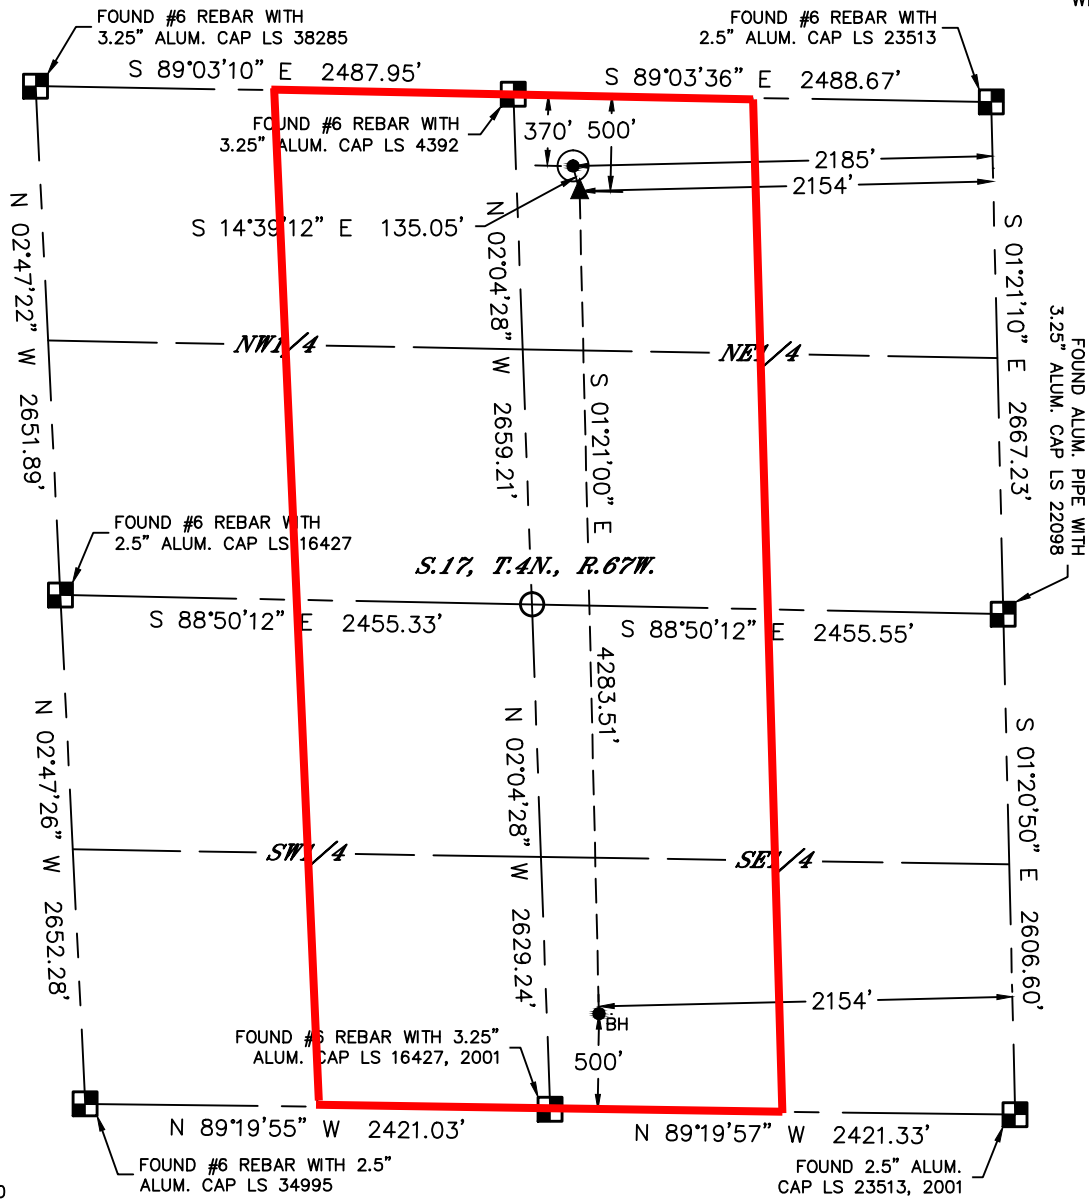 FOUND #6 REBAR WITH
3.25" ALUM. CAP LS 38285
FOUND #6 REBAR WITH
2.5" ALUM. CAP LS 23513
S 89°03'10" E 2487.95'
S 89°03'36" E 2488.67'
FOUND #6 REBAR WITH
3.25" ALUM. CAP LS 4392
370'
500'
2185'
2154'
S 14°39'12" E 135.05'
N 02°47'22" W 2651.89'
N 02°04'28" W 2659.21'
S 01°21'10" E 2667.23'
FOUND ALUM. PIPE WITH
3.25" ALUM. CAP LS 22098
NW1/4
NE1/4
S 01°21'00" E 4283.51'
FOUND #6 REBAR WITH
2.5" ALUM. CAP LS 16427
S.17, T.4N., R.67W.
S 88°50'12" E 2455.33'
S 88°50'12" E 2455.55'
N 02°47'26" W 2652.28'
N 02°04'28" W 2629.24'
S 01°20'50" E 2606.60'
SW1/4
SE1/4
2154'
BH
500'
FOUND #6 REBAR WITH 3.25"
ALUM. CAP LS 16427, 2001
N 89°19'55" W 2421.03'
N 89°19'57" W 2421.33'
FOUND #6 REBAR WITH 2.5"
ALUM. CAP LS 34995
FOUND 2.5" ALUM.
CAP LS 23513, 2001